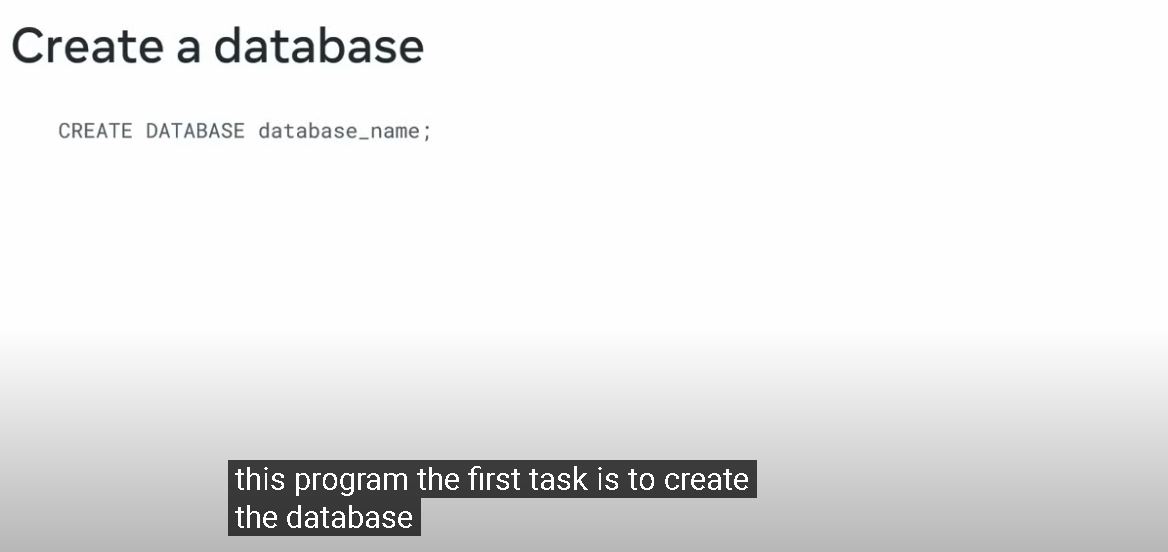 Create a database
CREATE DATABASE database_name;
this program the first task is to create
the database